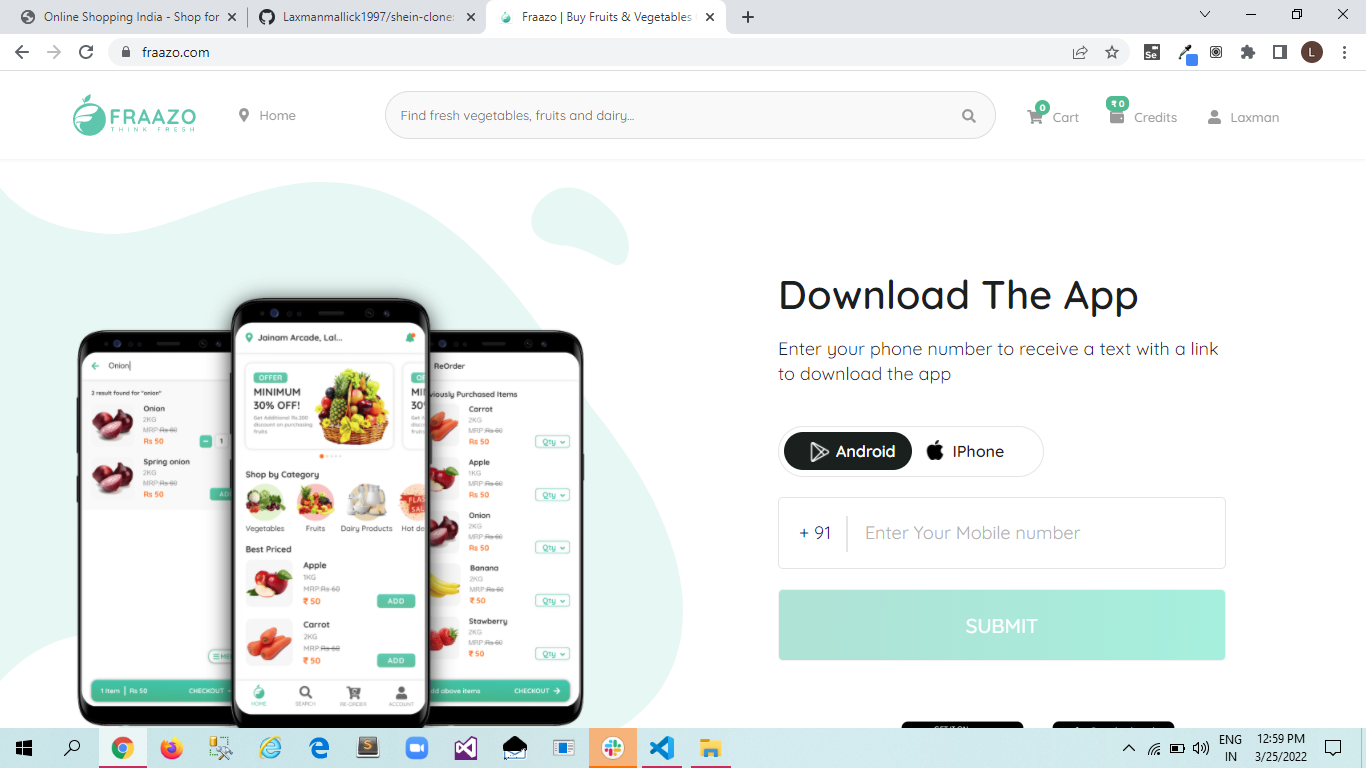 Online Shopping India - Shop for
Laxmanmallick1997/shein-clone:
Fraazo | Buy Fruits & Vegetables
fraazo.com
Se
L
FRAAZO
THINK FRESH
Home
Find fresh vegetables, fruits and dairy...
0
Cart
₹ 0
Credits
Laxman
Onion
2 result found for "onion"
Onion
2KG
MRP Rs 60
Rs 50
1
Spring onion
2KG
MRP Rs 60
Rs 50
1 Item | Rs 50
CHECKOUT
Jainam Arcade, Lal...
OFFER
MINIMUM
30% OFF!
Get Additional Rs.200
discount on purchasing
fruits
Shop by Category
Vegetables
Fruits
Dairy Products
Hot de
Best Priced
Apple
1KG
MRP Rs 60
₹ 50
ADD
Carrot
2KG
MRP Rs 60
₹ 50
ADD
HOME
SEARCH
RE-ORDER
ACCOUNT
ReOrder
iously Purchased Items
Carrot
2KG
MRP Rs 60
Rs 50
Qty
Apple
1KG
MRP Rs 60
Rs 50
Qty
Onion
2KG
MRP Rs 60
Rs 50
Qty
Banana
2KG
MRP Rs 60
₹ 50
Qty
Stawberry
2KG
MRP Rs 60
₹ 50
Qty
dd above items
CHECKOUT
Download The App
Enter your phone number to receive a text with a link
to download the app
Android
IPhone
+ 91
Enter Your Mobile number
SUBMIT
ENG
IN
12:59 PM
3/25/2022